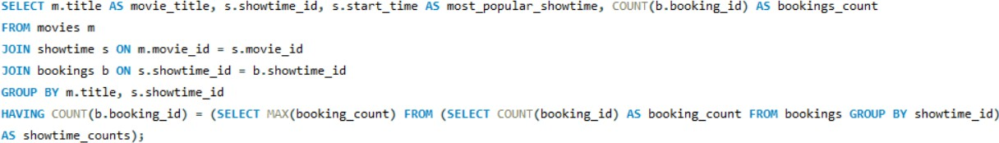 SELECT m.title AS movie_title, s.showtime_id, s.start_time AS most_popular_showtime, COUNT(b.booking_id) AS bookings_count
FROM movies m
JOIN showtime s ON m.movie_id = s.movie_id
JOIN bookings b ON s.showtime_id = b.showtime_id
GROUP BY m.title, s.showtime_id
HAVING COUNT(b.booking_id) = (SELECT MAX(booking_count) FROM (SELECT COUNT(booking_id) AS booking_count FROM bookings GROUP BY showtime_id)
AS showtime_counts);